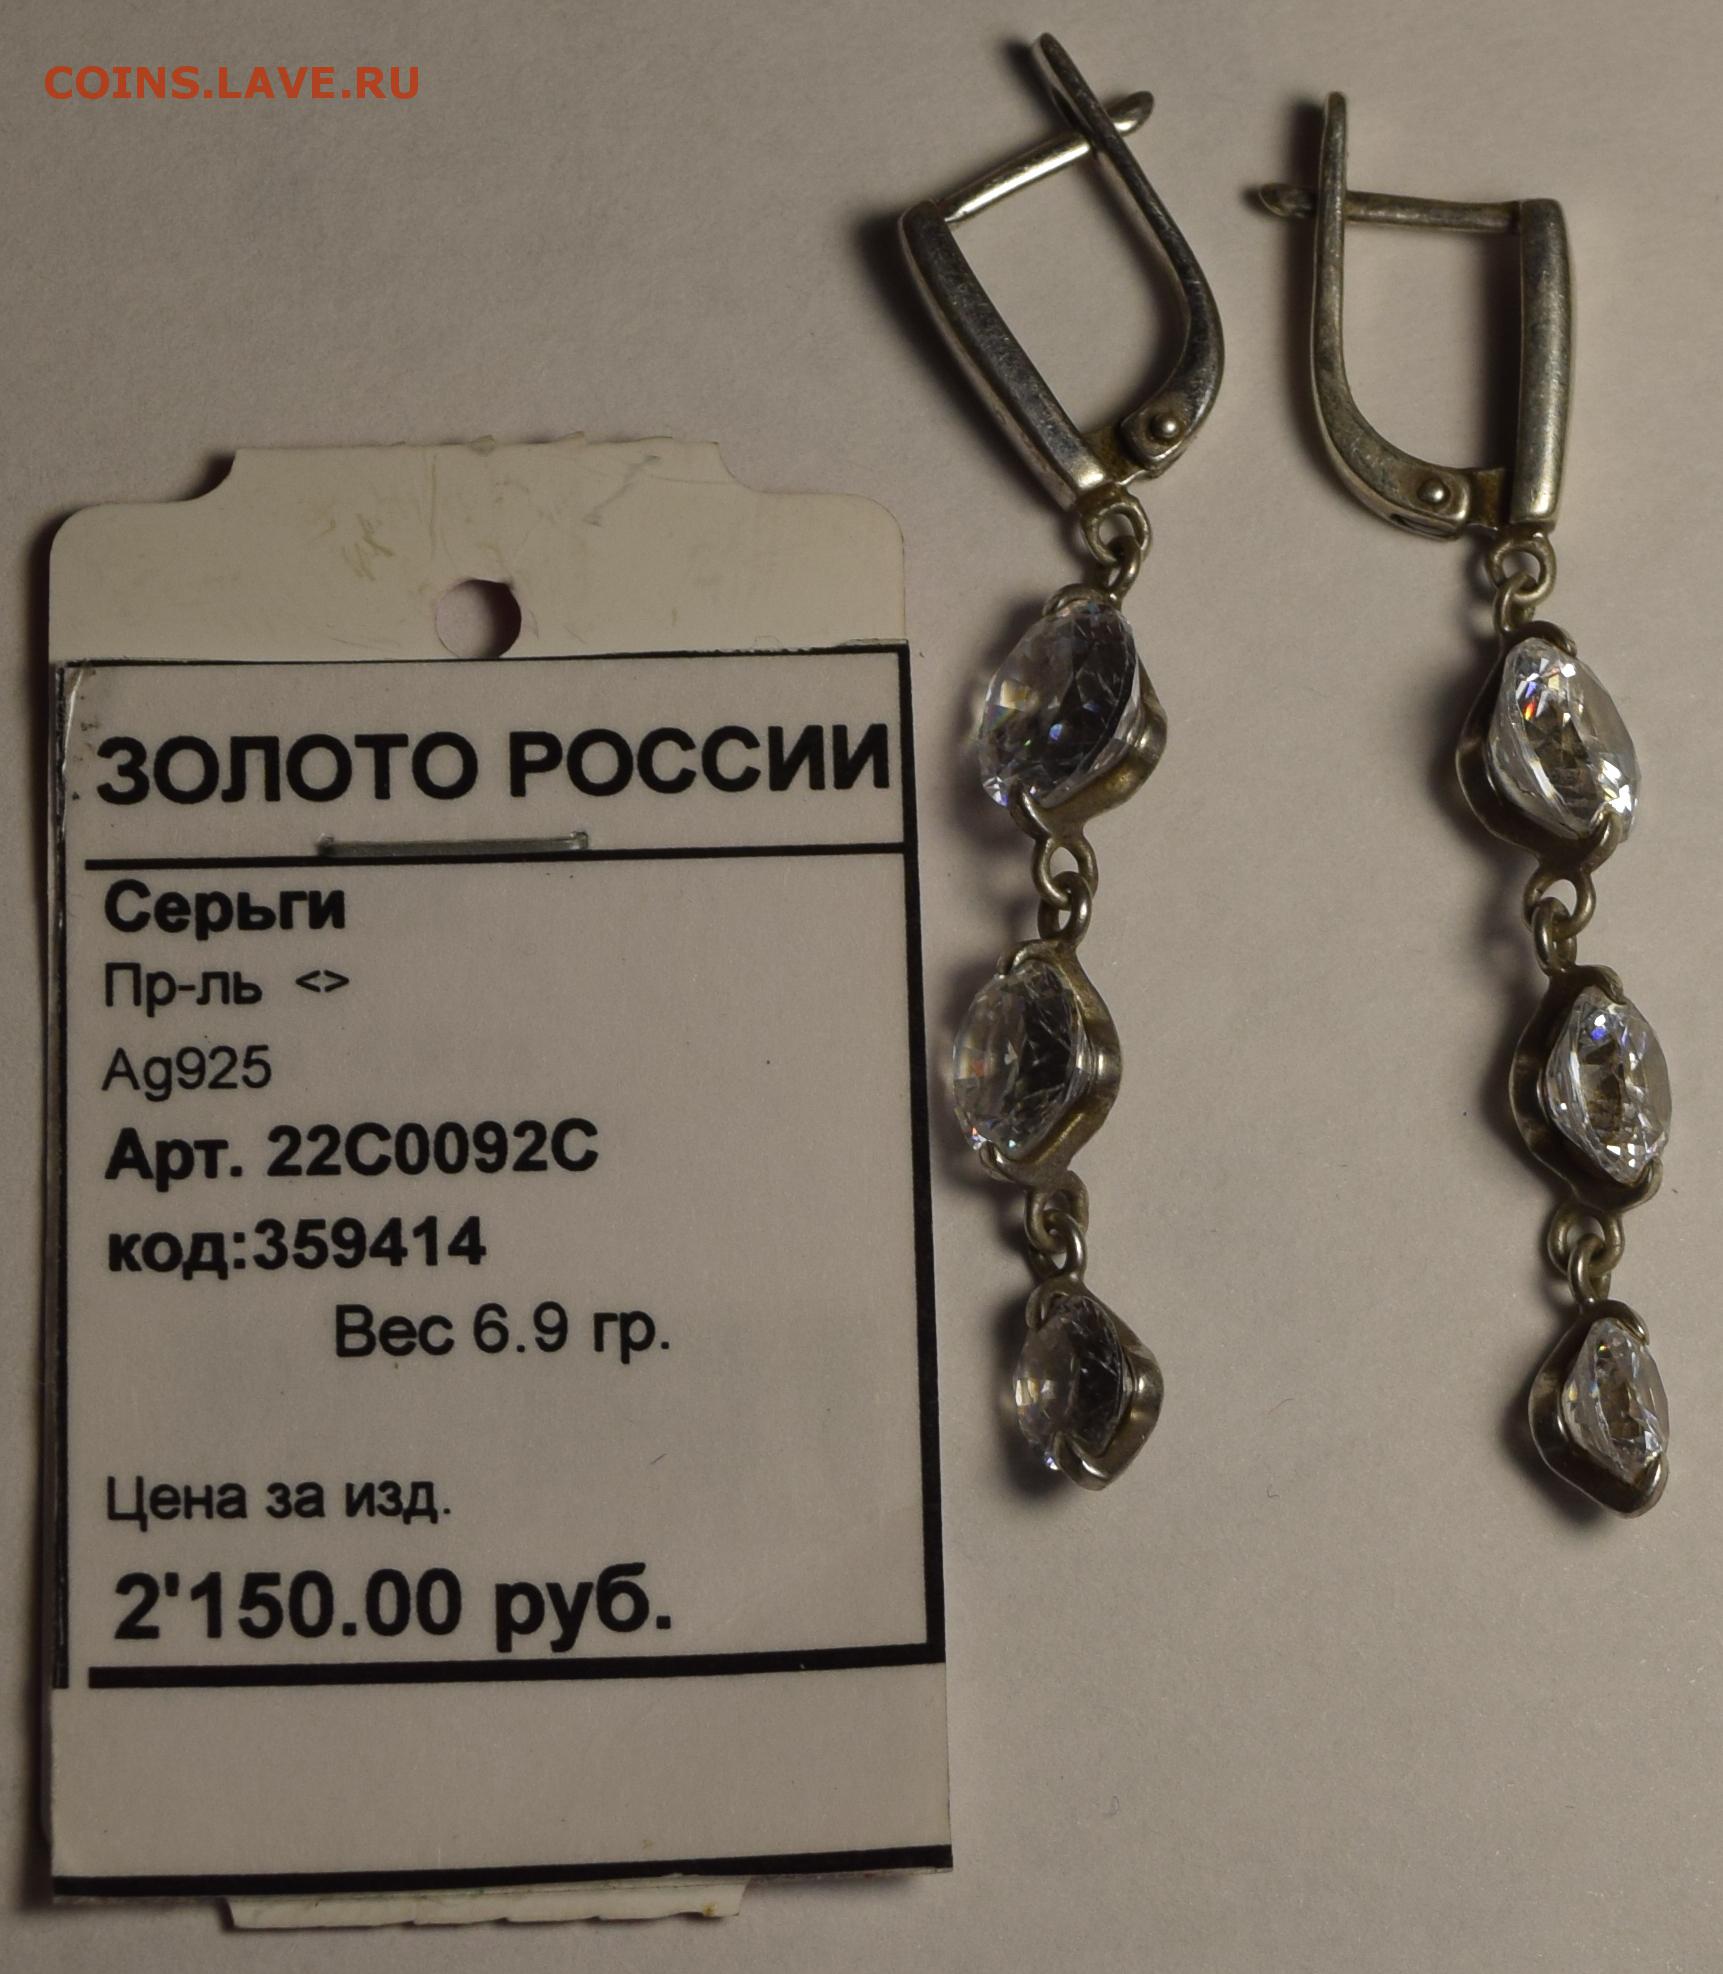 COINS.LAVE.RU
ЗОЛОТО РОССИИ
Серьги
Пр-ль <>
Ag925
Арт. 22С0092С
код:359414
Вес 6.9 гр.
Цена за изд.
2'150.00 руб.